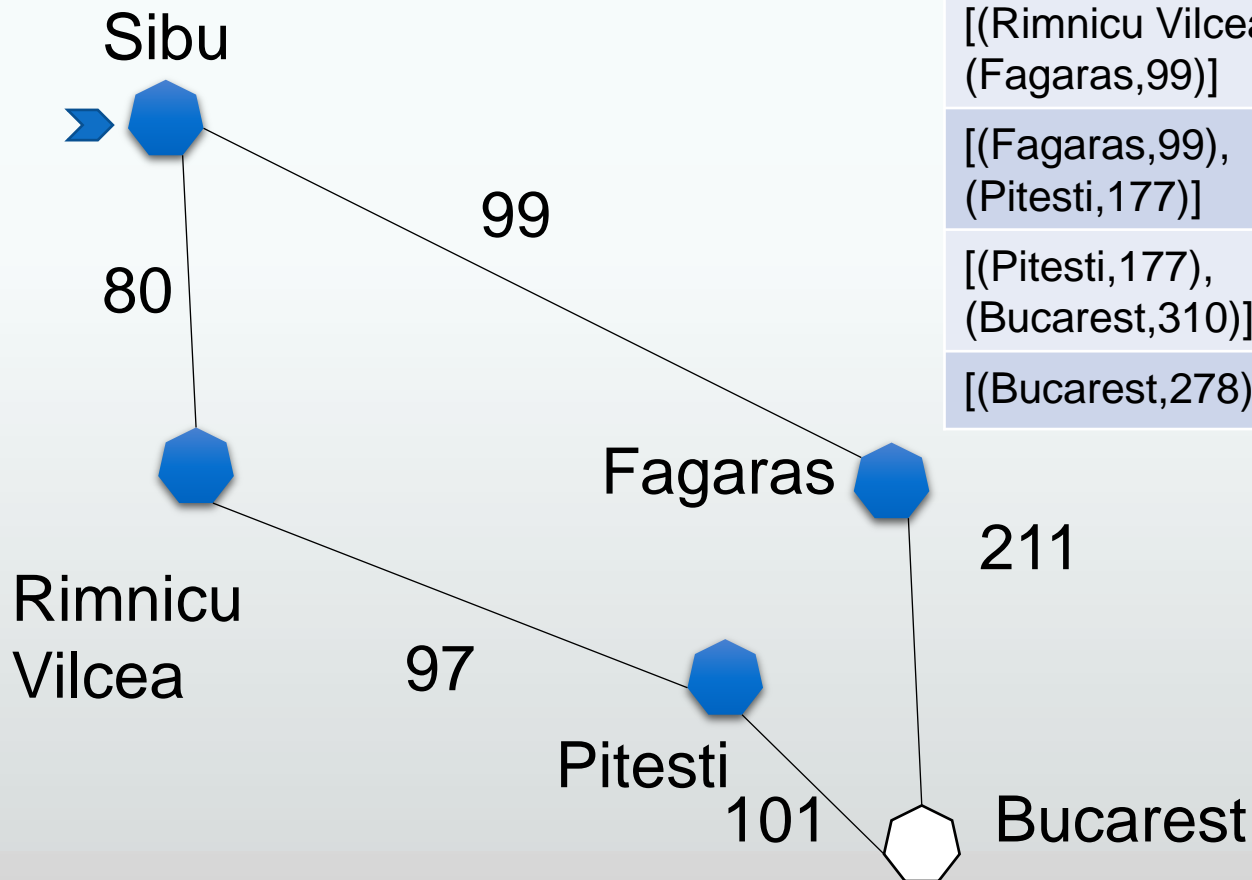 Sibu
[(Rimnicu Vilcea
(Fagaras,99)]
[(Fagaras,99),
(Pitesti,177)]
[(Pitesti,177),
(Bucarest,310)]
[(Bucarest,278)
99
80
Fagaras
211
Rimnicu
Vilcea
97
Pitesti
101
Bucarest